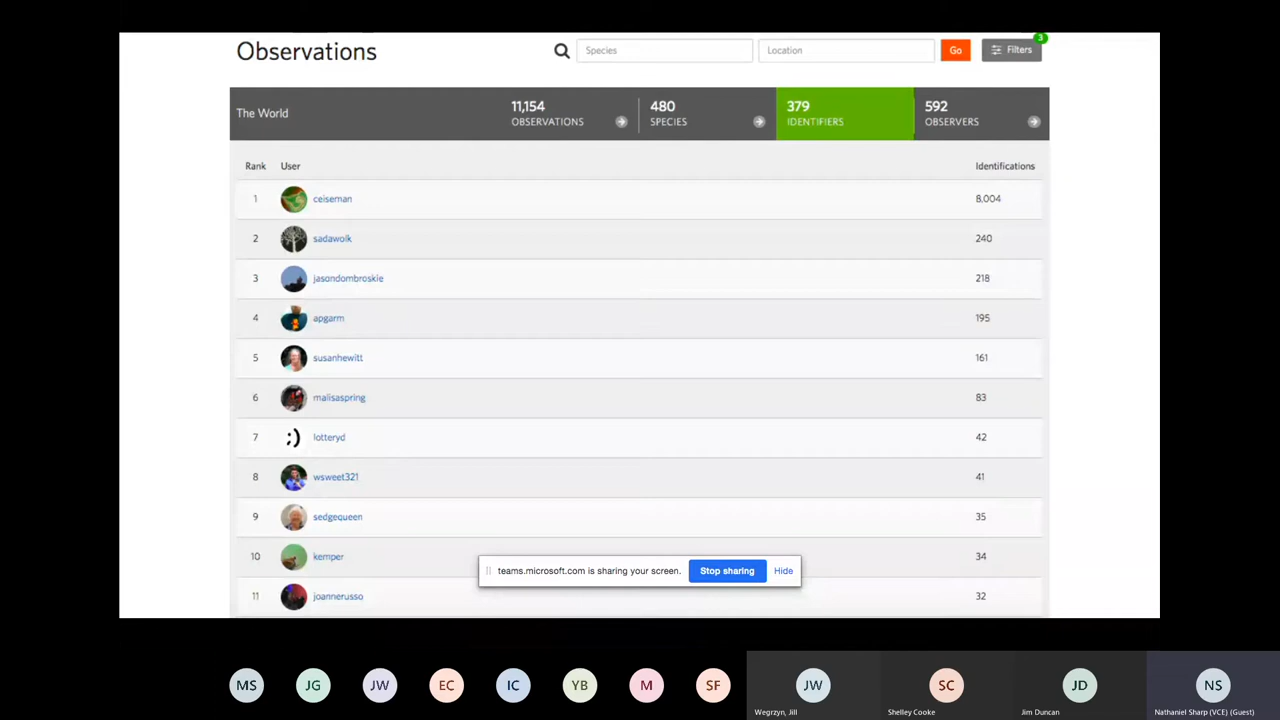 Observations
Species
Location
Go
Filters
3
The World
11,154
OBSERVATIONS
480
SPECIES
379
IDENTIFIERS
592
OBSERVERS
Rank User Identifications
1 ceiseman 8,004
2 sadawolk 240
3 jasondombroskie 218
4 apgarm 195
5 susanhewitt 161
6 malisaspring 83
7 ;) lotteryd 42
8 wsweet321 41
9 sedgequeen 35
10 kemper 34
teams.microsoft.com is sharing your screen. Stop sharing Hide
11 joannerusso 32
MS JG JW EC IC YB M SF JW SC JD NS
Wegrzyn, Jill Shelley Cooke Jim Duncan Nathaniel Sharp (VCE) (Guest)